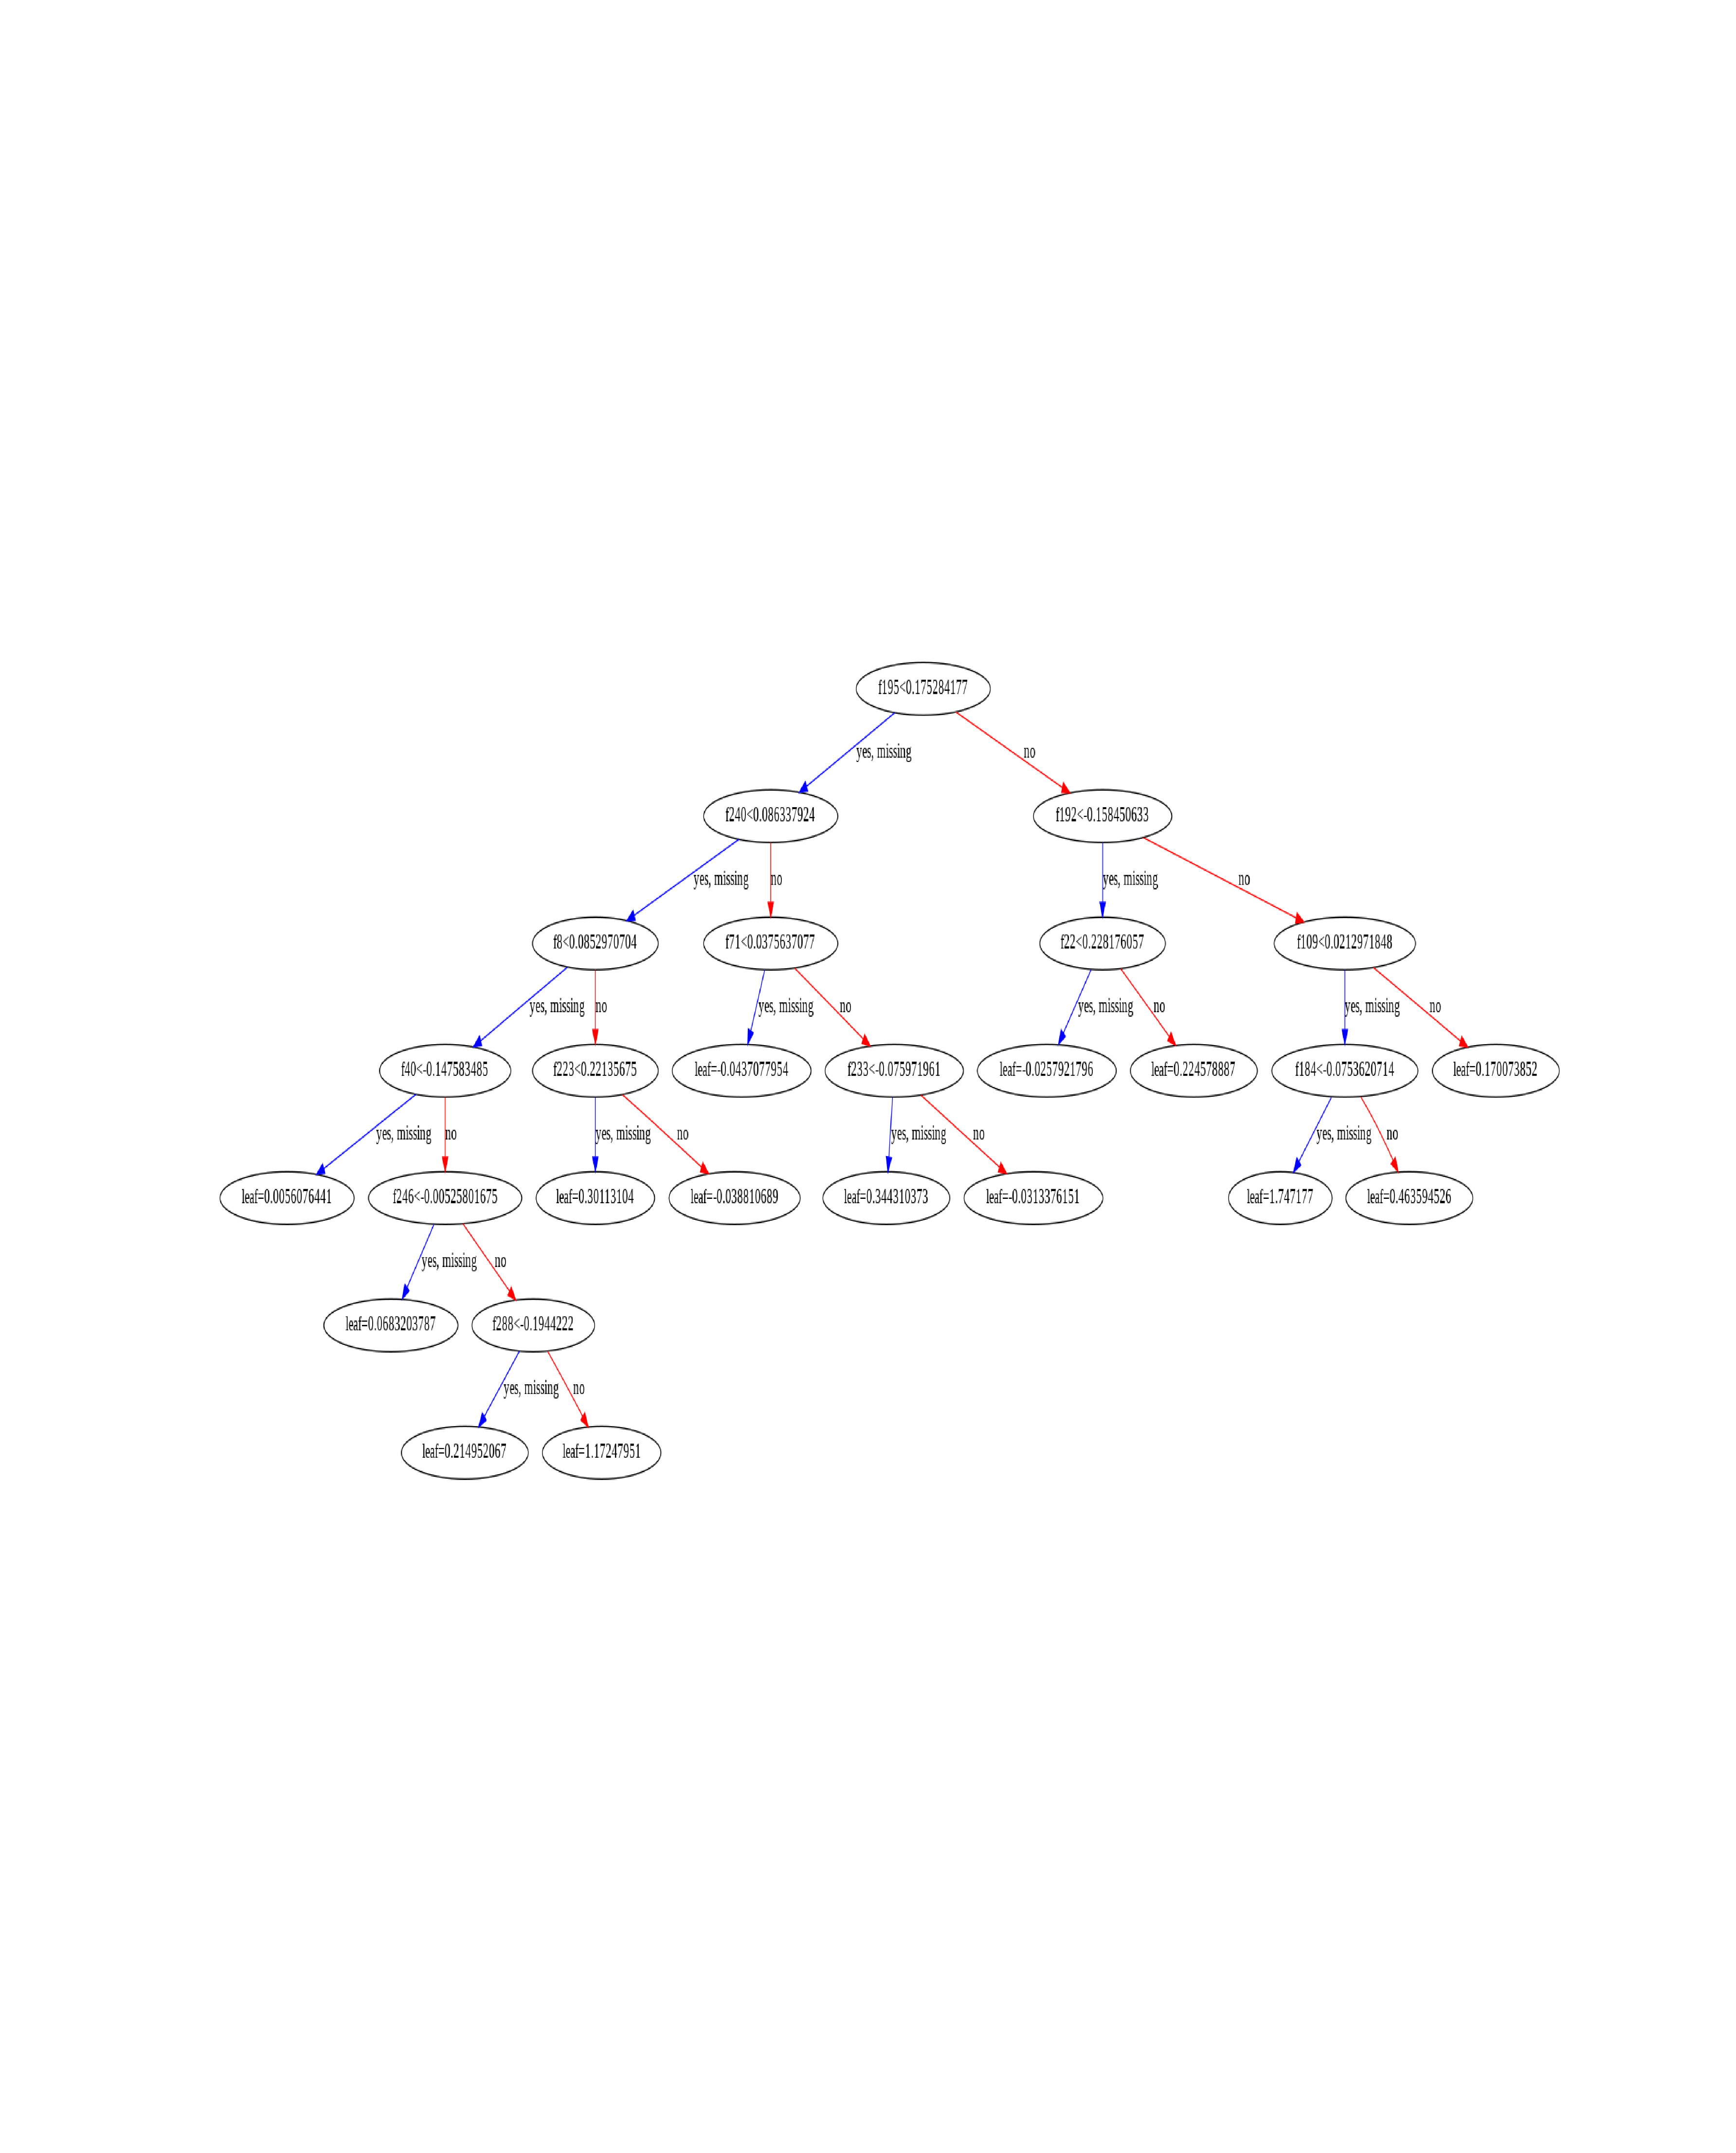 f195<0.175284177
yes, missing
no
f240<0.086337924
f192<-0.158450633
yes, missing
no
yes, missing
no
f8<0.0852970704
f71<0.0375637077
f22<0.228176057
f109<0.0212971848
yes, missing
no
yes, missing
no
yes, missing
no
yes, missing
no
f40<-0.147583485
f223<0.22135675
leaf=-0.0437077954
f233<-0.075971961
leaf=-0.0257921796
leaf=0.224578887
f184<-0.0753620714
leaf=0.170073852
yes, missing
no
yes, missing
no
yes, missing
no
yes, missing
no
leaf=0.0056076441
f246<-0.00525801675
leaf=0.30113104
leaf=-0.038810689
leaf=0.344310373
leaf=-0.0313376151
leaf=1.747177
leaf=0.463594526
yes, missing
no
leaf=0.0683203787
f288<-0.1944222
yes, missing
no
leaf=0.214952067
leaf=1.17247951